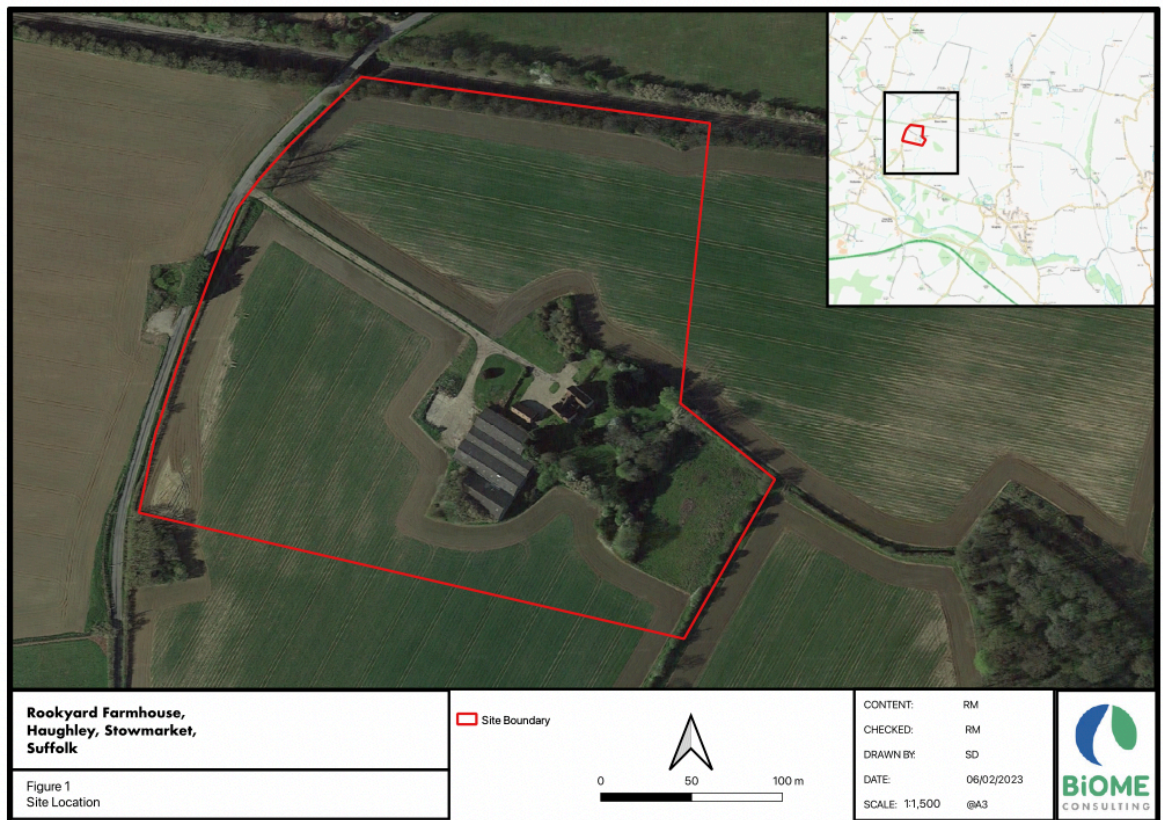 Rookyard Farmhouse,
Haughley, Stowmarket,
Suffolk
Figure 1
Site Location
Site Boundary
0 50 100 m
CONTENT: RM
CHECKED: RM
DRAWN BY: SD
DATE: 06/02/2023
SCALE: 1:1,500 @A3
BiOME
CONSULTING